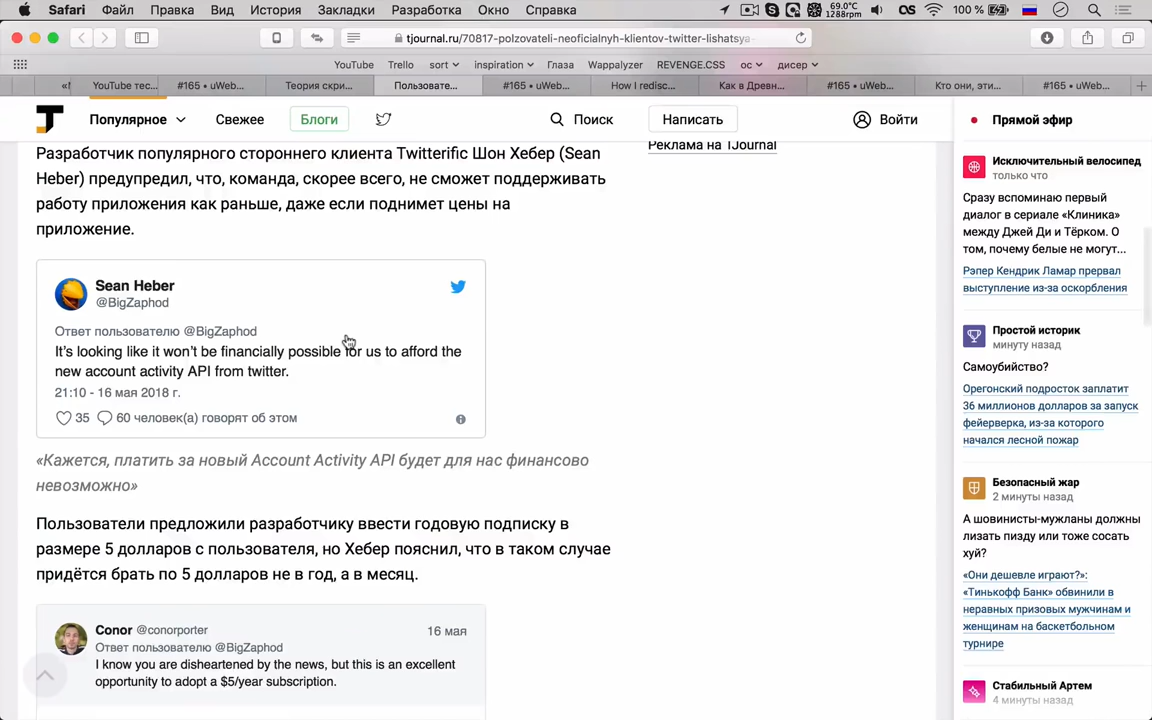 Safari Файл Правка Вид История Закладки Разработка Окно Справка
69.0°C
1288rpm
100 %
tjournal.ru/70817-polzovateli-neoficialnyh-klientov-twitter-lishatsya-
YouTube Trello sort inspiration Глаза Wappalyzer REVENGE.CSS ос дисер
«Ы YouTube тес... #165 • uWeb... Теория скри... Пользовате... #165 • uWeb... How I redisc... Как в Древн... #165 • uWeb... Кто они, эти... #165 • uWeb...
Популярное Свежее Блоги Поиск Написать Войти
Разработчик популярного стороннего клиента Twitterific Шон Хебер (Sean
Heber) предупредил, что, команда, скорее всего, не сможет поддерживать
работу приложения как раньше, даже если поднимет цены на
приложение.
Реклама на TJournal
Sean Heber
@BigZaphod
Ответ пользователю @BigZaphod
It's looking like it won't be financially possible for us to afford the
new account activity API from twitter.
21:10 - 16 мая 2018 г.
35 60 человек(а) говорят об этом
«Кажется, платить за новый Account Activity API будет для нас финансово
невозможно»
Пользователи предложили разработчику ввести годовую подписку в
размере 5 долларов с пользователя, но Хебер пояснил, что в таком случае
придётся брать по 5 долларов не в год, а в месяц.
Conor @conorporter 16 мая
Ответ пользователю @BigZaphod
I know you are disheartened by the news, but this is an excellent
opportunity to adopt a $5/year subscription.
Прямой эфир
Исключительный велосипед
только что
Сразу вспоминаю первый
диалог в сериале «Клиника»
между Джей Ди и Тёрком. О
том, почему белые не могут...
Рэпер Кендрик Ламар прервал
выступление из-за оскорбления
Простой историк
минуту назад
Самоубийство?
Орегонский подросток заплатит
36 миллионов долларов за запуск
фейерверка, из-за которого
начался лесной пожар
Безопасный жар
2 минуты назад
А шовинисты-мужланы должны
лизать пизду или тоже сосать
хуй?
«Они дешевле играют?»:
«Тинькофф Банк» обвинили в
неравных призовых мужчинам и
женщинам на баскетбольном
турнире
Стабильный Артем
4 минуты назад